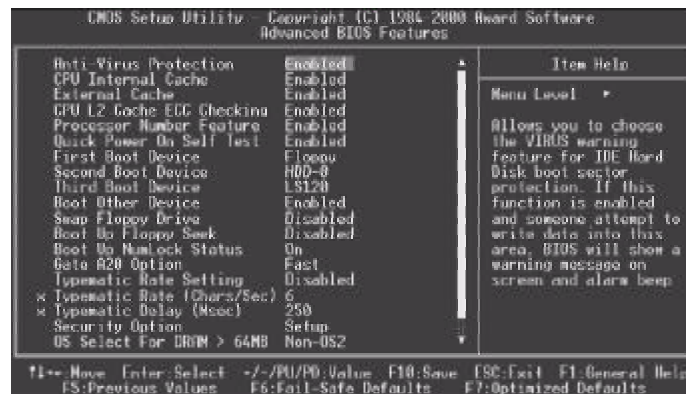 CMOS Setup Utility - Copyright (C) 1984-2000 Award Software
Advanced BIOS Features
Anti-Virus Protection Enabled
CPU Internal Cache Enabled
External Cache Enabled
CPU L2 Cache ECC Checking Enabled
Processor Number Feature Enabled
Quick Power On Self Test Enabled
First Boot Device Floppy
Second Boot Device HDD-0
Third Boot Device LS120
Boot Other Device Enabled
Swap Floppy Drive Disabled
Boot Up Floppy Seek Disabled
Boot Up NumLock Status On
Gate A20 Option Fast
Typematic Rate Setting Disabled
x Typematic Rate (Chars/Sec) 6
x Typematic Delay (Msec) 250
Security Option Setup
OS Select For DRAM > 64MB Non-OS2
Item Help
Menu Level ▸
Allows you to choose
the VIRUS warning
feature for IDE Hard
Disk boot sector
protection. If this
function is enabled
and someone attempt to
write data into this
area, BIOS will show a
warning message on
screen and alarm beep
↑↓→←:Move Enter:Select +/-/PU/PD:Value F10:Save ESC:Exit F1:General Help
F5:Previous Values F6:Fail-Safe Defaults F7:Optimized Defaults